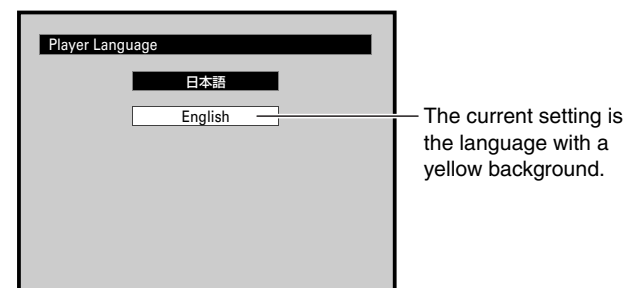 Player Language
日本語
English
The current setting is
the language with a
yellow background.